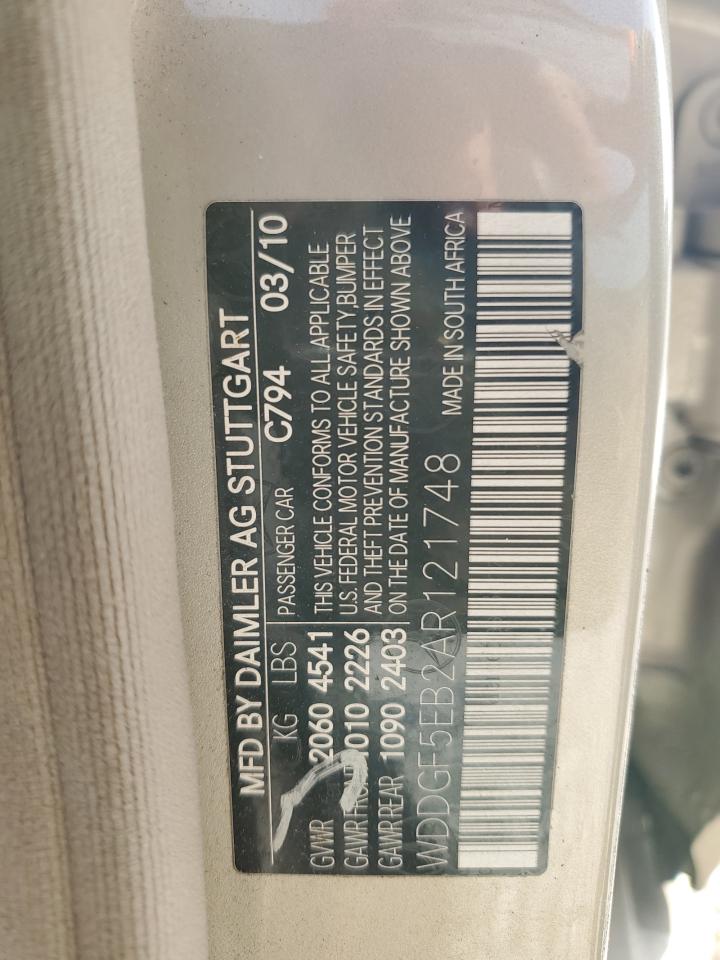 MFD BY DAIMLER AG STUTTGART
KG LBS PASSENGER CAR C794 03/10
GVWR 2060 4541 THIS VEHICLE CONFORMS TO ALL APPLICABLE
GAWR FRONT 1010 2226 U.S. FEDERAL MOTOR VEHICLE SAFETY,BUMPER
GAWR REAR 1090 2403 AND THEFT PREVENTION STANDARDS IN EFFECT
ON THE DATE OF MANUFACTURE SHOWN ABOVE
WDDGF5EB2AR121748 MADE IN SOUTH AFRICA